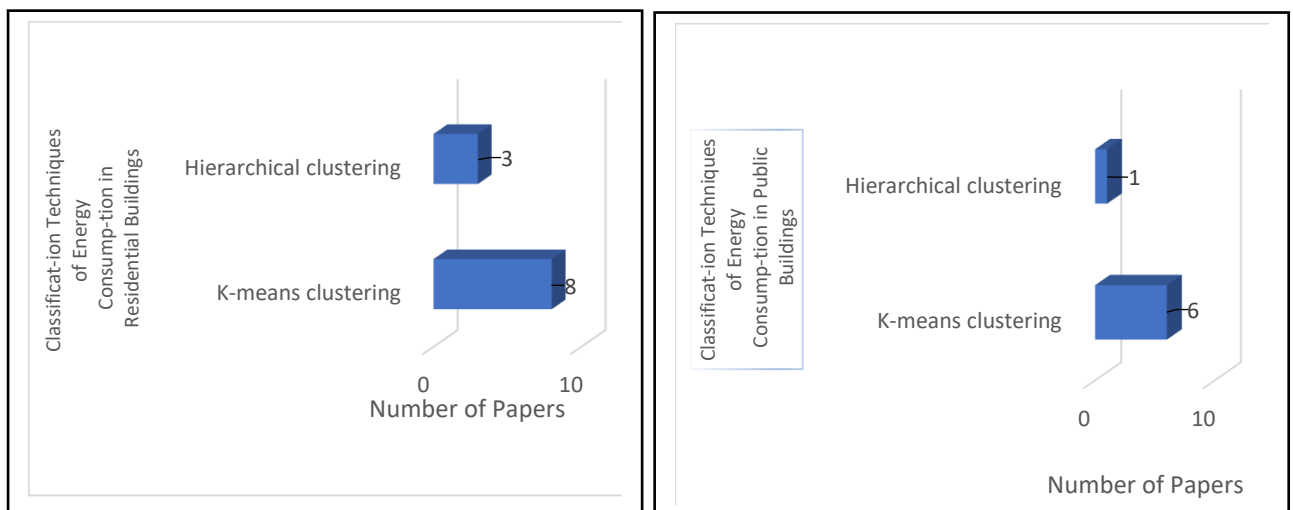 Classificat-ion Techniques
of Energy
Consump-tion in
Residential Buildings
Hierarchical clustering
3
K-means clustering
8
0
10
Number of Papers
Classificat-ion Techniques
of Energy
Consump-tion in Public
Buildings
Hierarchical clustering
1
K-means clustering
6
0
10
Number of Papers